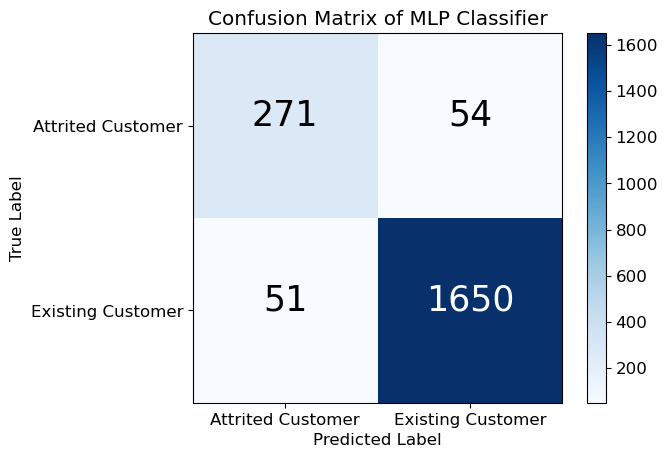 Confusion Matrix of MLP Classifier
True Label
Attrited Customer
Existing Customer
271
54
51
1650
Attrited Customer
Existing Customer
Predicted Label
1600
1400
1200
1000
800
600
400
200